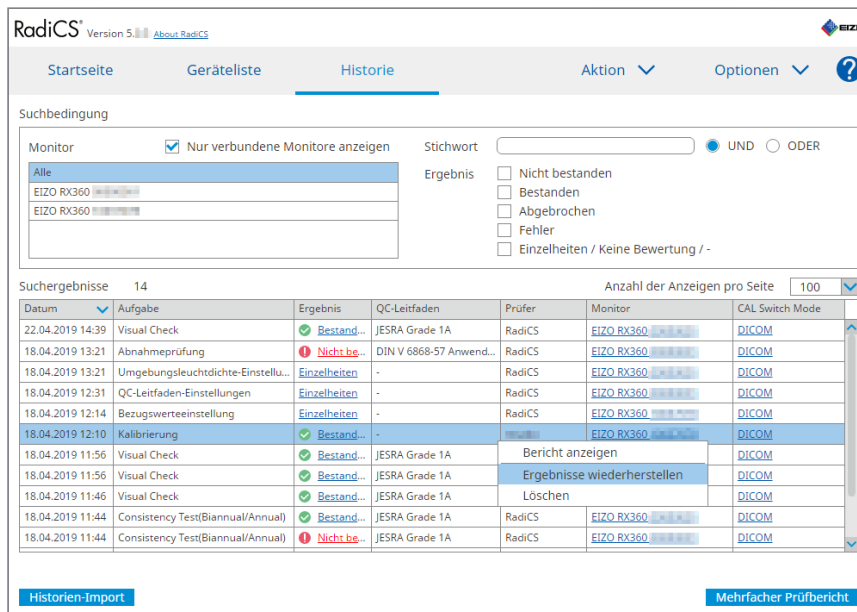 RadiCS® Version 5. About RadiCS EIZ
Startseite Geräteliste Historie Aktion Optionen ?
Suchbedingung
Monitor Nur verbundene Monitore anzeigen Stichwort UND ODER
Alle
EIZO RX360
EIZO RX360
Ergebnis Nicht bestanden
Bestanden
Abgebrochen
Fehler
Einzelheiten / Keine Bewertung / -
Suchergebnisse 14 Anzahl der Anzeigen pro Seite 100
Datum Aufgabe Ergebnis QC-Leitfaden Prüfer Monitor CAL Switch Mode
22.04.2019 14:39 Visual Check Bestand... JESRA Grade 1A RadiCS EIZO RX360 DICOM
18.04.2019 13:21 Abnahmeprüfung Nicht be... DIN V 6868-57 Anwend... RadiCS EIZO RX360 DICOM
18.04.2019 13:21 Umgebungsleuchtdichte-Einstellu... Einzelheiten - RadiCS EIZO RX360 DICOM
18.04.2019 12:31 QC-Leitfaden-Einstellungen Einzelheiten - RadiCS EIZO RX360 DICOM
18.04.2019 12:14 Bezugswerteeinstellung Einzelheiten - RadiCS EIZO RX360 DICOM
18.04.2019 12:10 Kalibrierung Bestand... - EIZO RX360 DICOM
18.04.2019 11:56 Visual Check Bestand... JESRA Grade 1A Bericht anzeigen DICOM
18.04.2019 11:56 Visual Check Bestand... JESRA Grade 1A Ergebnisse wiederherstellen DICOM
18.04.2019 11:46 Visual Check Bestand... JESRA Grade 1A Löschen DICOM
18.04.2019 11:44 Consistency Test(Biannual/Annual) Bestand... JESRA Grade 1A RadiCS EIZO RX360 DICOM
18.04.2019 11:44 Consistency Test(Biannual/Annual) Nicht be... JESRA Grade 1A RadiCS EIZO RX360 DICOM
Historien-Import Mehrfacher Prüfbericht